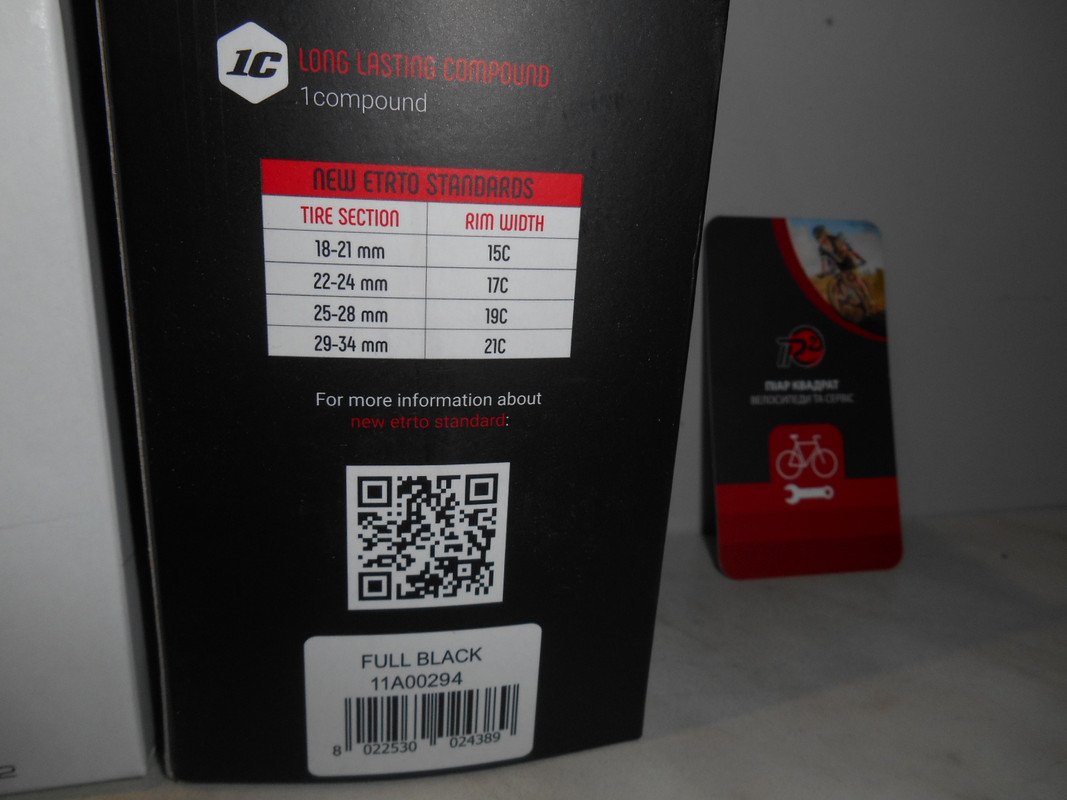 1C
LONG LASTING COMPOUND
1compound
NEW ETRTO STANDARDS
TIRE SECTION RIM WIDTH
18-21 mm 15C
22-24 mm 17C
25-28 mm 19C
29-34 mm 21C
For more information about
new etrto standard:
FULL BLACK
11A00294
8 022530 024389
ПІАР КВАДРАТ
ВЕЛОСИПЕДИ ТА СЕРВІС